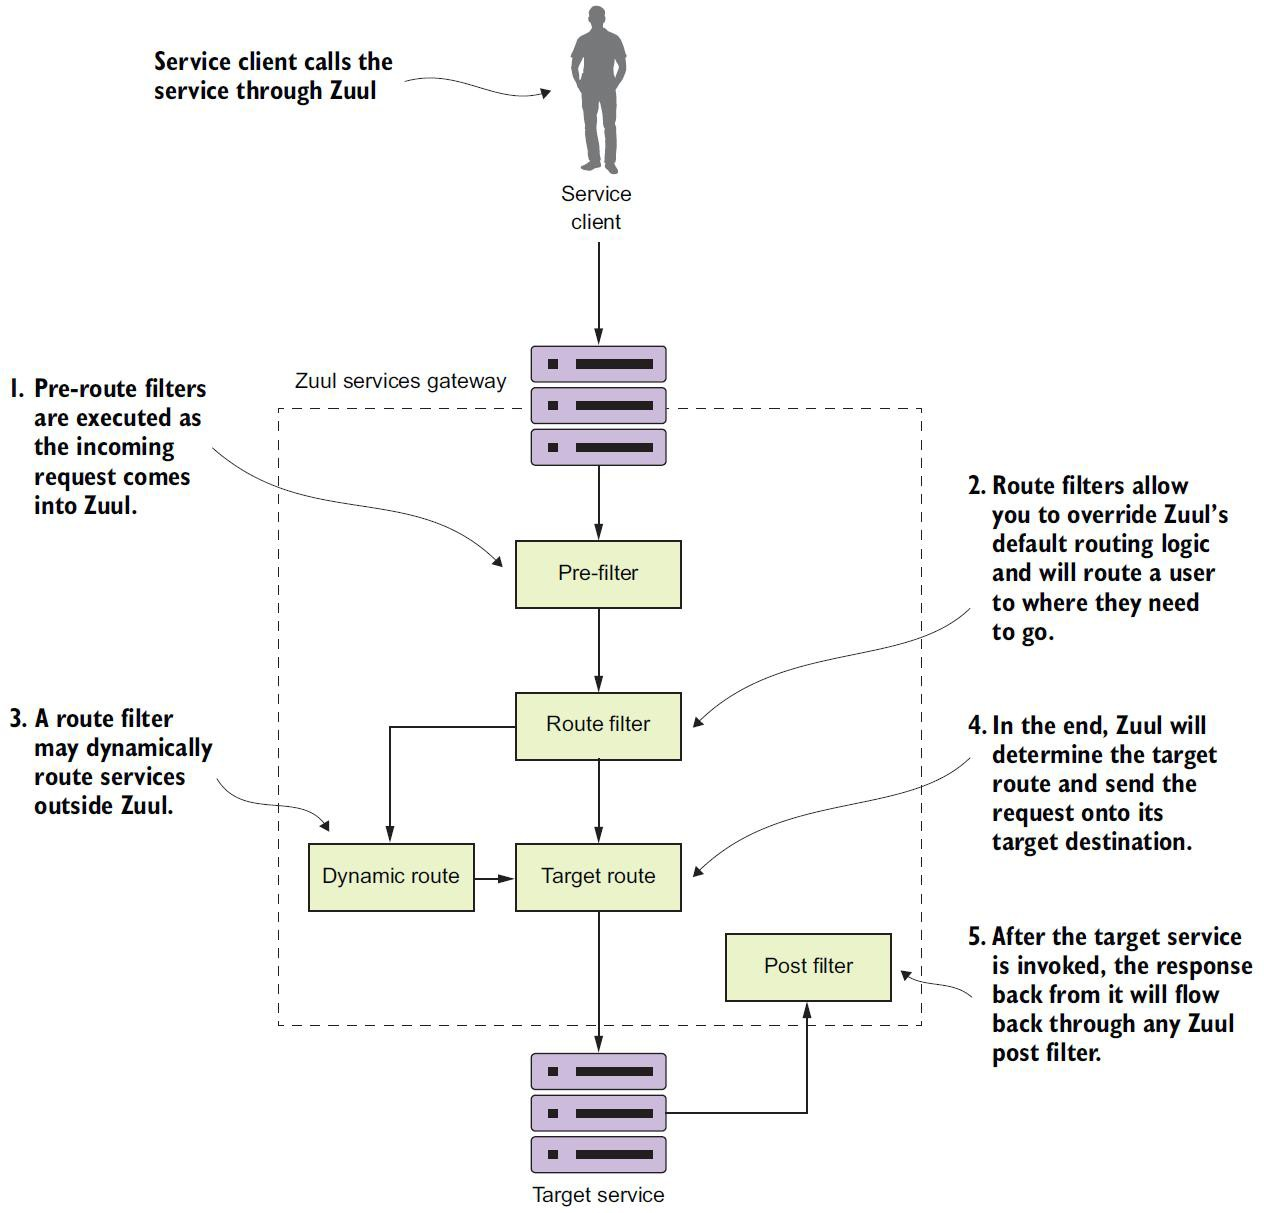 Service client calls the
service through Zuul
Service
client
Zuul services gateway
1. Pre-route filters
are executed as
the incoming
request comes
into Zuul.
Pre-filter
2. Route filters allow
you to override Zuul’s
default routing logic
and will route a user
to where they need
to go.
Route filter
3. A route filter
may dynamically
route services
outside Zuul.
4. In the end, Zuul will
determine the target
route and send the
request onto its
target destination.
Dynamic route
Target route
5. After the target service
is invoked, the response
back from it will flow
back through any Zuul
post filter.
Post filter
Target service